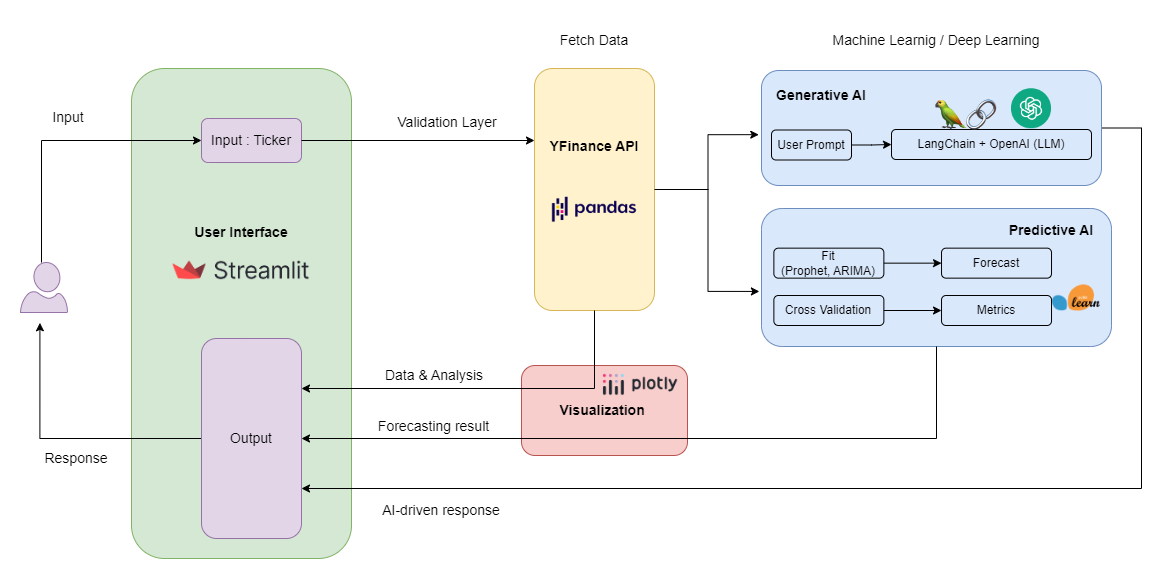 Fetch Data
Machine Learnig / Deep Learning
Input
Input : Ticker
Validation Layer
YFinance API
pandas
Generative AI
User Prompt
LangChain + OpenAI (LLM)
User Interface
Streamlit
Predictive AI
Fit
(Prophet, ARIMA)
Forecast
Cross Validation
Metrics
learn
Data & Analysis
plotly
Visualization
Forecasting result
Output
Response
AI-driven response